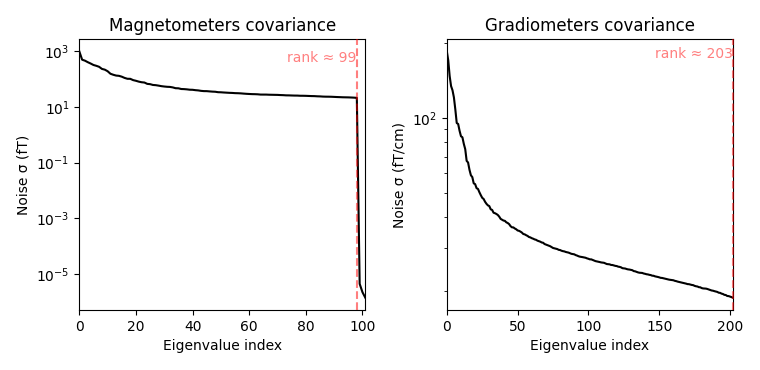 Magnetometers covariance
rank ≈ 99
10³
10¹
10⁻¹
10⁻³
10⁻⁵
Noise σ (fT)
0 20 40 60 80 100
Eigenvalue index
Gradiometers covariance
rank ≈ 203
10²
Noise σ (fT/cm)
0 50 100 150 200
Eigenvalue index